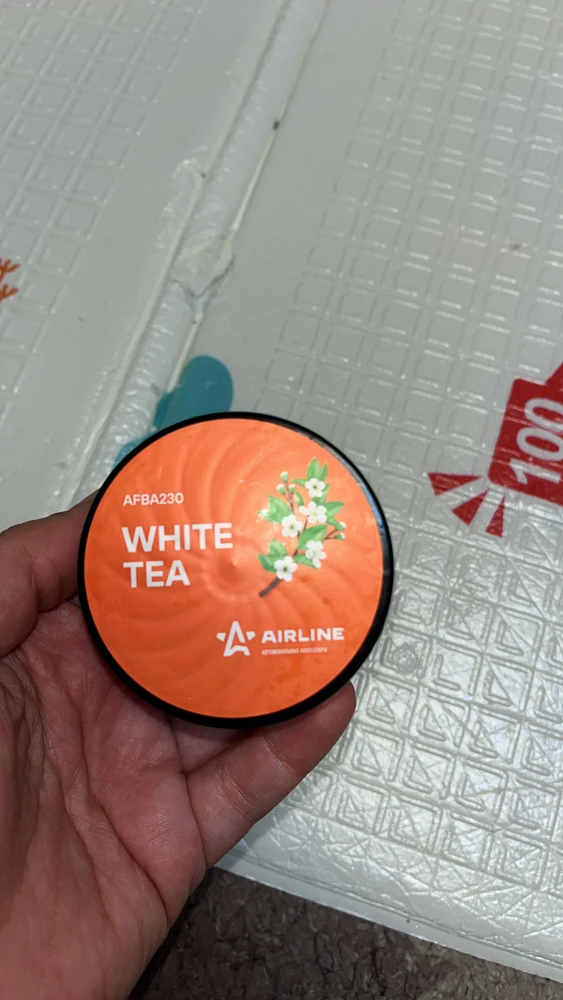 AFBA230
WHITE
TEA
AIRLINE
АВТОМОБИЛЬНЫЕ АКСЕССУАРЫ
100